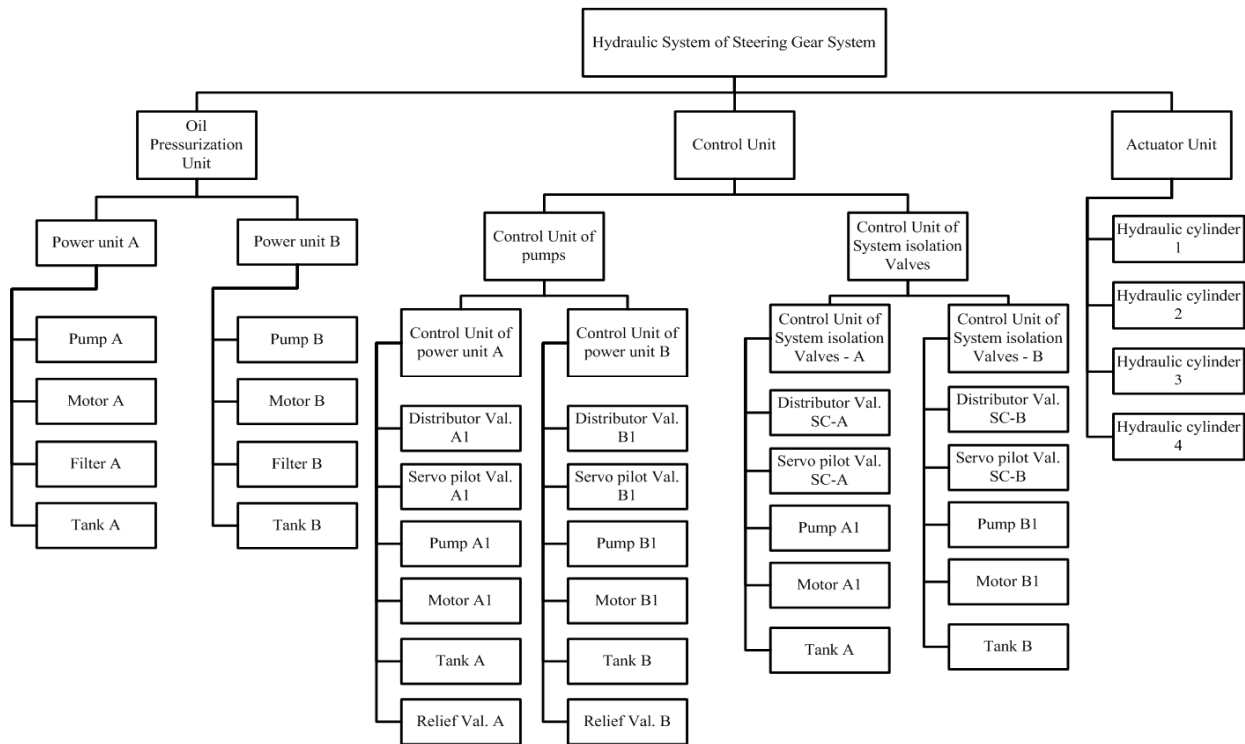 Hydraulic System of Steering Gear System
Oil
Pressurization
Unit
Control Unit
Actuator Unit
Power unit A
Power unit B
Control Unit of
pumps
Control Unit of
System isolation
Valves
Hydraulic cylinder
1
Hydraulic cylinder
2
Hydraulic cylinder
3
Hydraulic cylinder
4
Pump A
Motor A
Filter A
Tank A
Pump B
Motor B
Filter B
Tank B
Control Unit of
power unit A
Distributor Val.
A1
Servo pilot Val.
A1
Pump A1
Motor A1
Tank A
Relief Val. A
Control Unit of
power unit B
Distributor Val.
B1
Servo pilot Val.
B1
Pump B1
Motor B1
Tank B
Relief Val. B
Control Unit of
System isolation
Valves - A
Distributor Val.
SC-A
Servo pilot Val.
SC-A
Pump A1
Motor A1
Tank A
Control Unit of
System isolation
Valves - B
Distributor Val.
SC-B
Servo pilot Val.
SC-B
Pump B1
Motor B1
Tank B